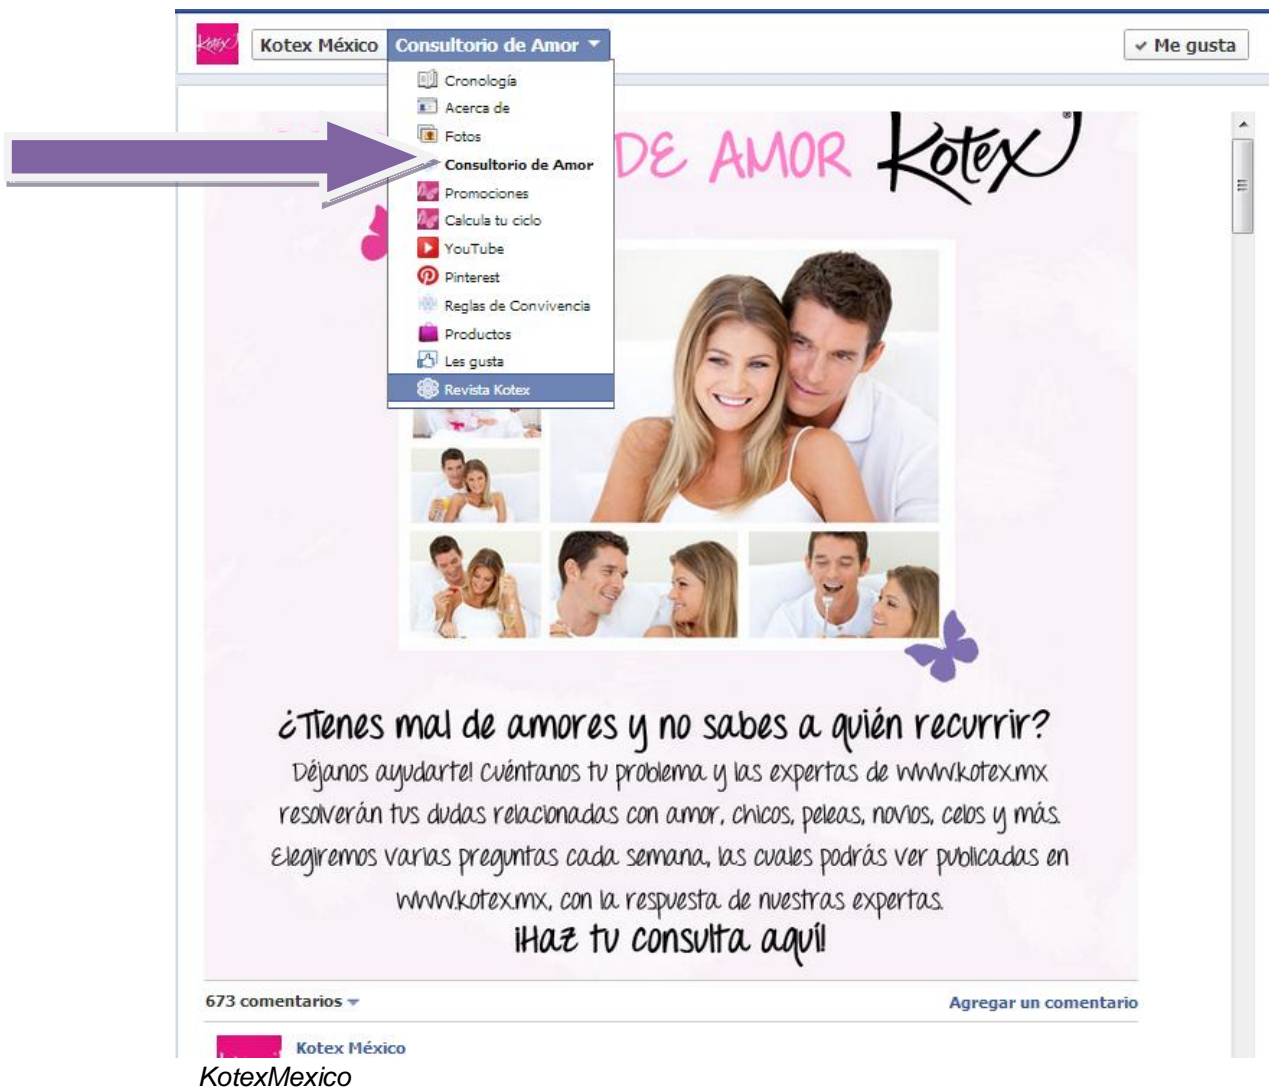 Kotex
Kotex México
Consultorio de Amor
Me gusta
Cronología
Acerca de
Fotos
Consultorio de Amor
Promociones
Calcula tu ciclo
YouTube
Pinterest
Reglas de Convivencia
Productos
Les gusta
Revista Kotex
DE AMOR Kotex®
¿Tienes mal de amores y no sabes a quién recurrir?
Déjanos ayudarte! Cuéntanos tu problema y las expertas de www.kotex.mx
resolverán tus dudas relacionadas con amor, chicos, peleas, novios, celos y más.
Elegiremos varias preguntas cada semana, las cuales podrás ver publicadas en
www.kotex.mx, con la respuesta de nuestras expertas.
¡Haz tu consulta aquí!
673 comentarios
Agregar un comentario
Kotex México
KotexMexico